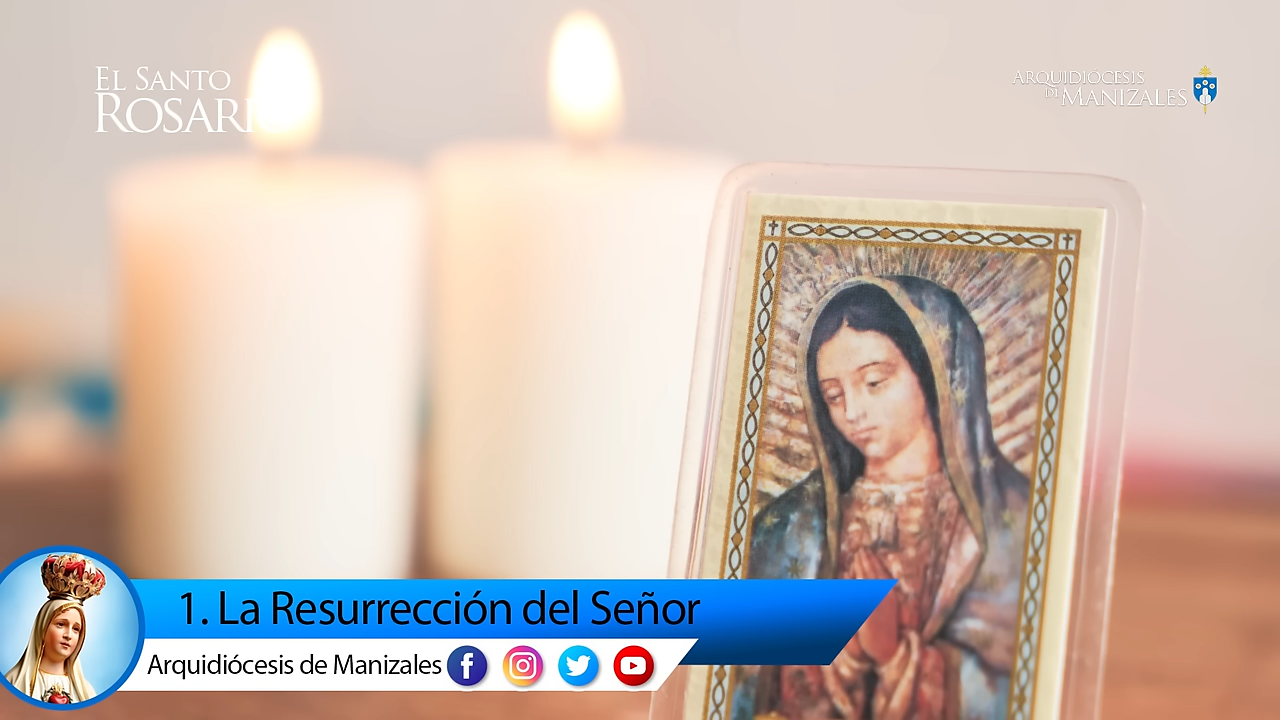 El Santo
Rosari
Arquidiócesis
de Manizales
1. La Resurrección del Señor
Arquidiócesis de Manizales